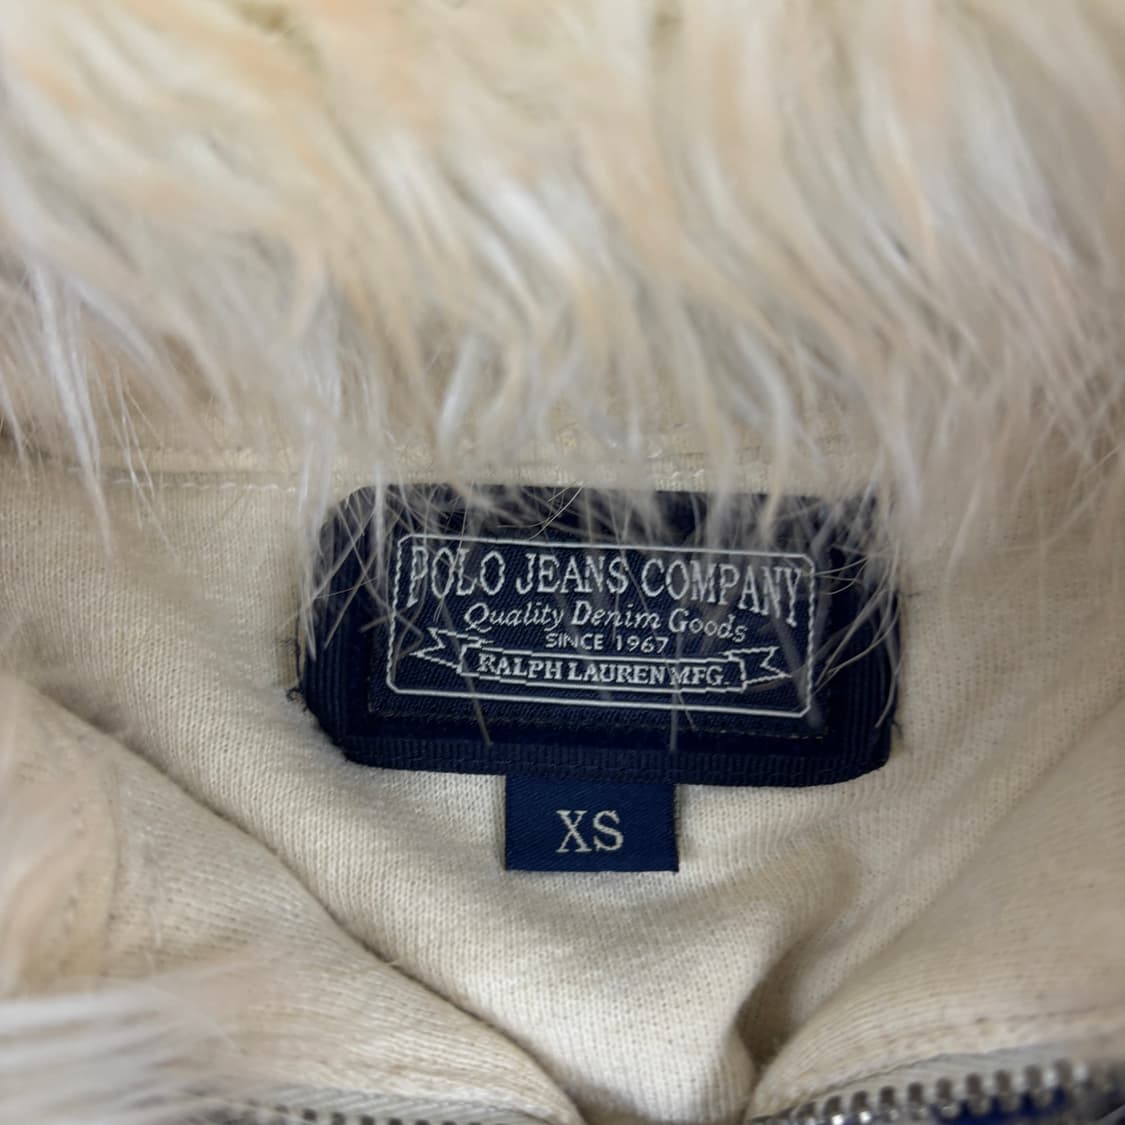 POLO JEANS COMPANY
Quality Denim Goods
SINCE 1967
RALPH LAUREN MFG.
XS